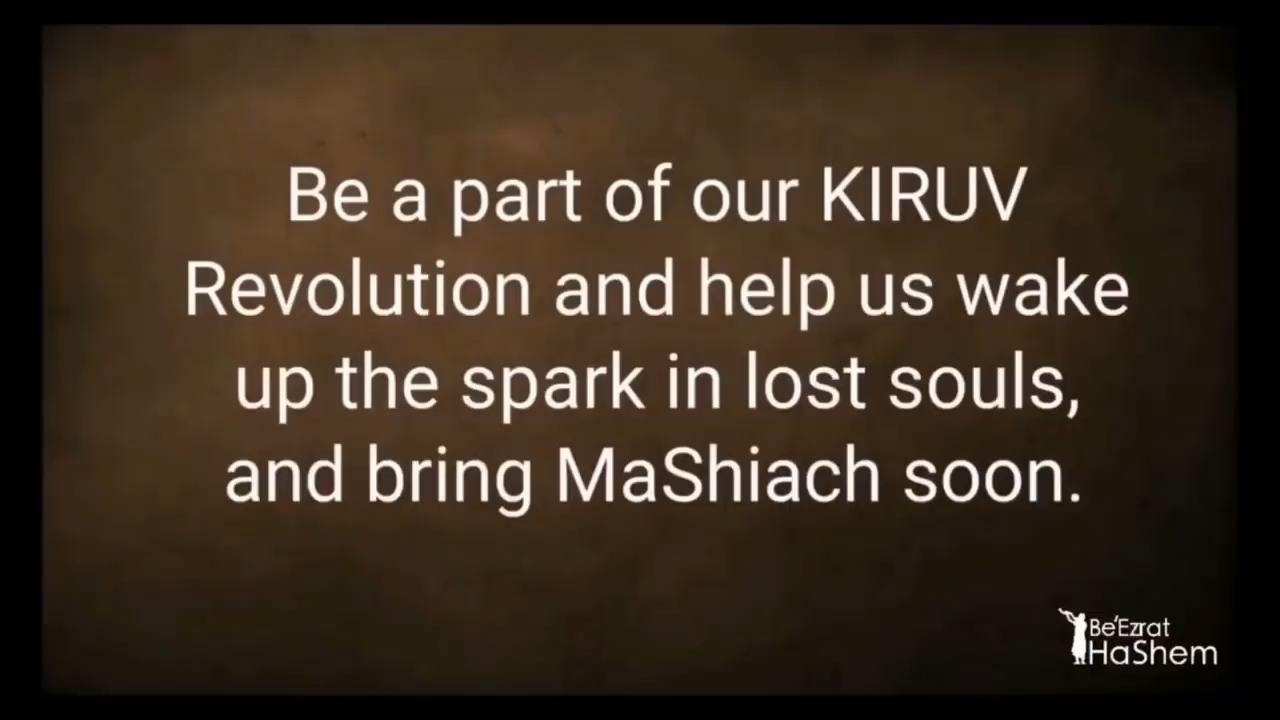 Be a part of our KIRUV
Revolution and help us wake
up the spark in lost souls,
and bring MaShiach soon.
Be'Ezrat
HaShem